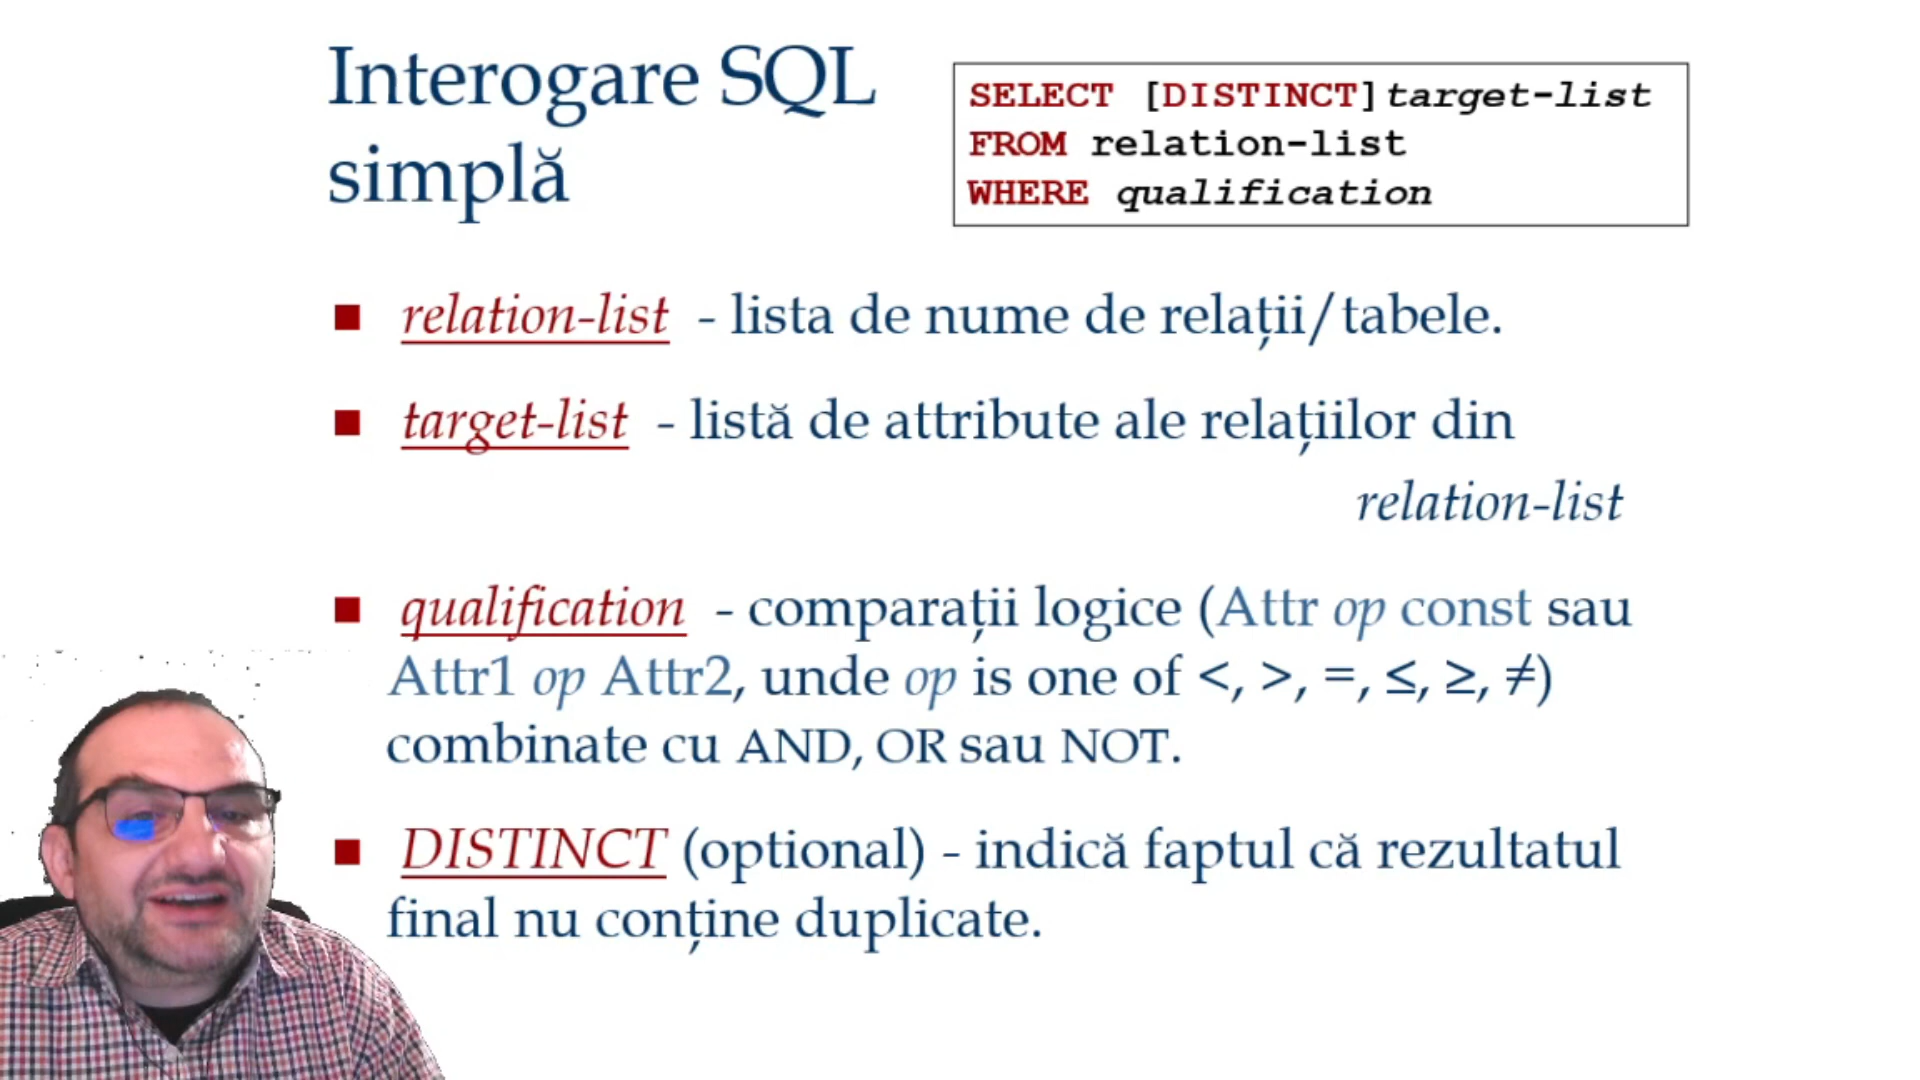 Interogare SQL
simplă
SELECT [DISTINCT]target-list
FROM relation-list
WHERE qualification
■ relation-list - lista de nume de relații/tabele.
■ target-list - listă de attribute ale relațiilor din
relation-list
■ qualification - comparații logice (Attr op const sau
Attr1 op Attr2, unde op is one of <, >, =, ≤, ≥, ≠)
combinate cu AND, OR sau NOT.
■ DISTINCT (optional) - indică faptul că rezultatul
final nu conține duplicate.